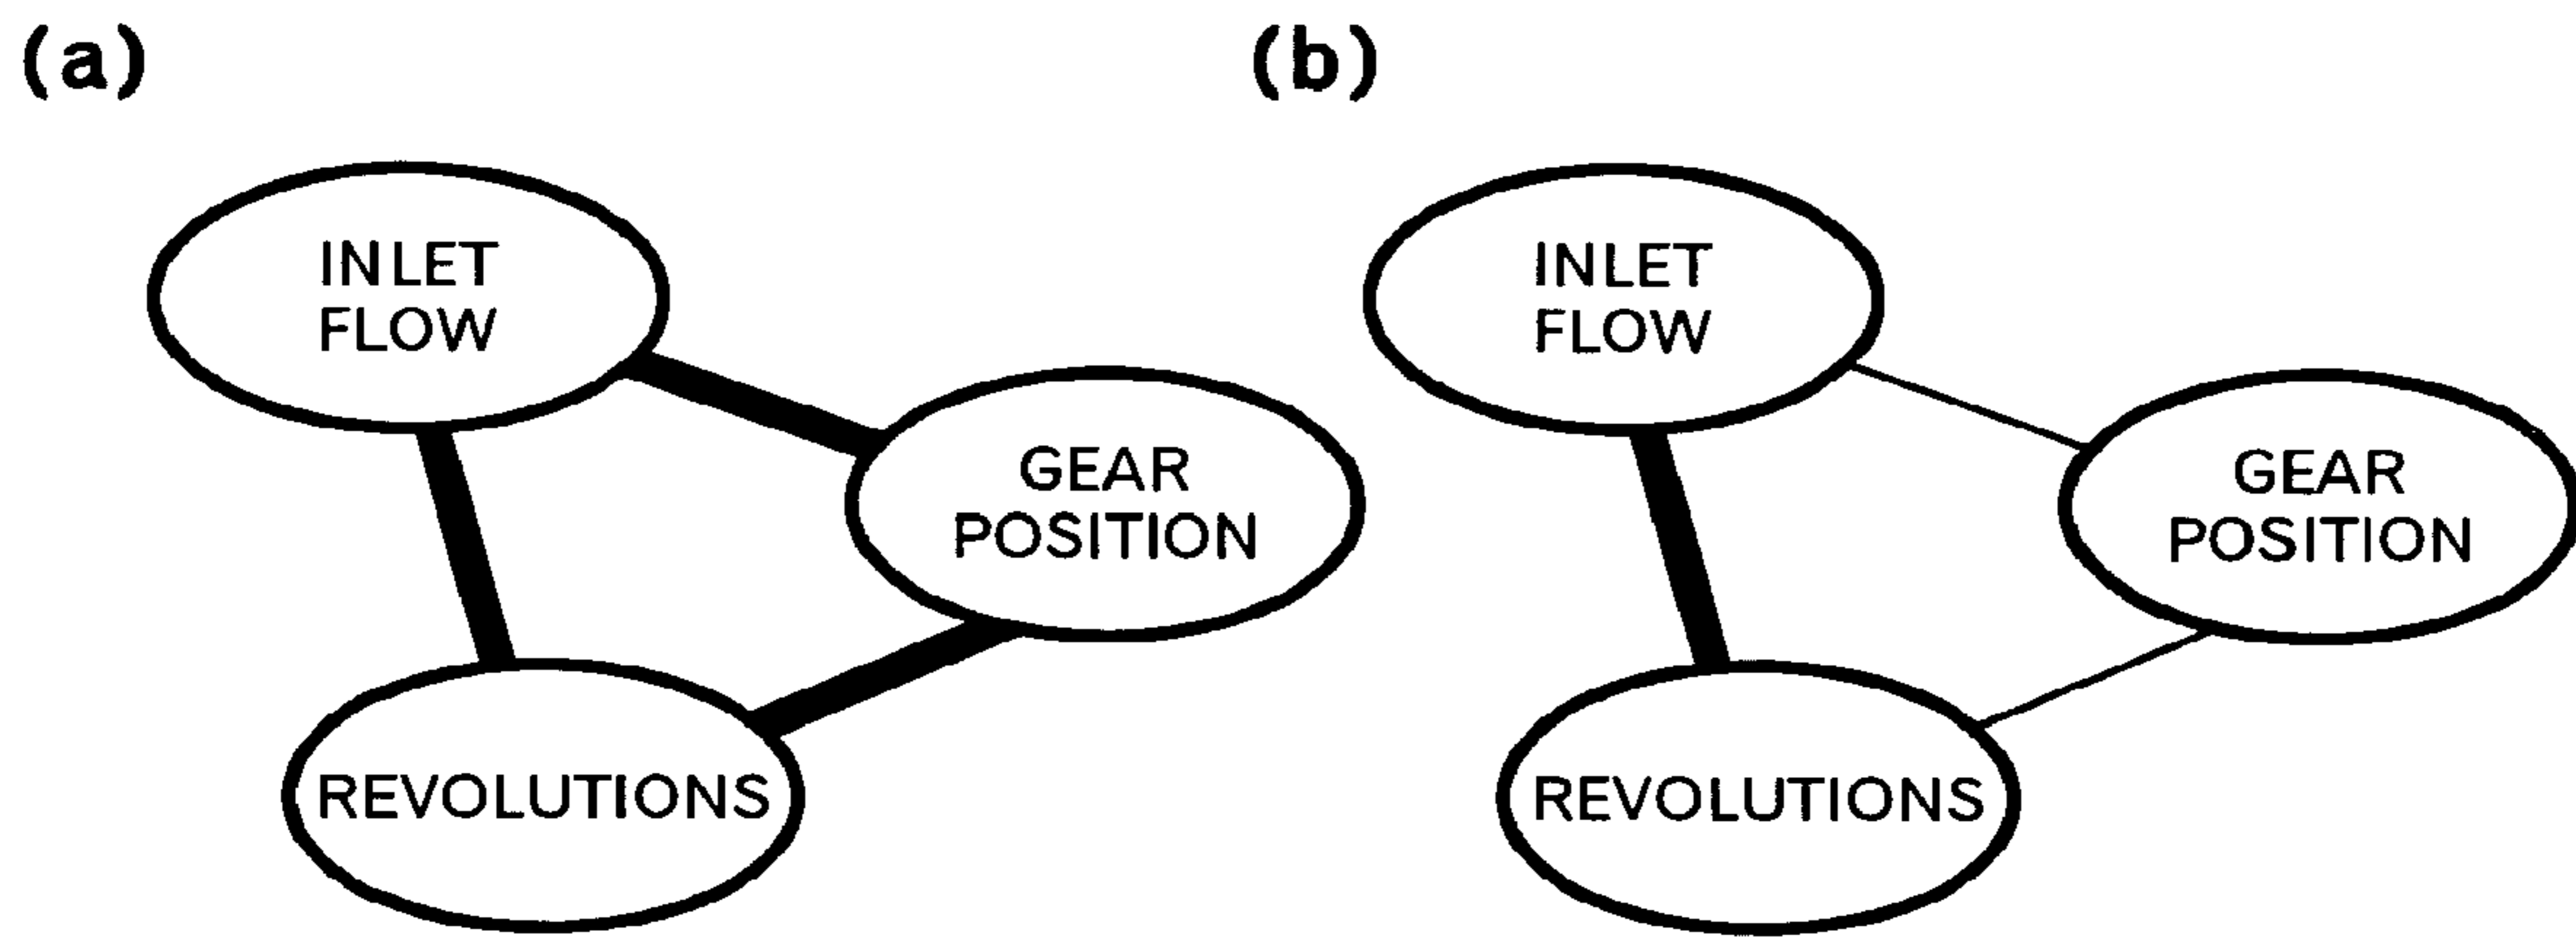 (a)
INLET
FLOW
GEAR
POSITION
REVOLUTIONS
(b)
INLET
FLOW
GEAR
POSITION
REVOLUTIONS